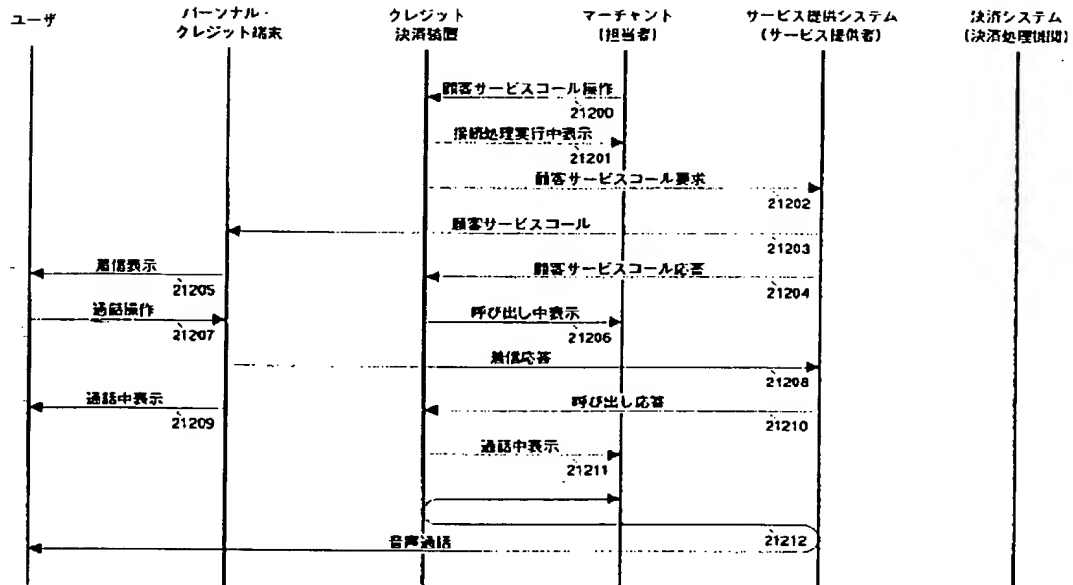 ユーザ
パーソナル・
クレジット端末
クレジット
決済装置
マーチャント
(担当者)
サービス提供システム
(サービス提供者)
決済システム
(決済処理機関)
顧客サービスコール操作
21200
接続処理実行中表示
21201
顧客サービスコール要求
21202
顧客サービスコール
21203
着信表示
21205
顧客サービスコール応答
21204
通話操作
21207
呼び出し中表示
21206
着信応答
21208
通話中表示
21209
呼び出し応答
21210
通話中表示
21211
音声通話
21212